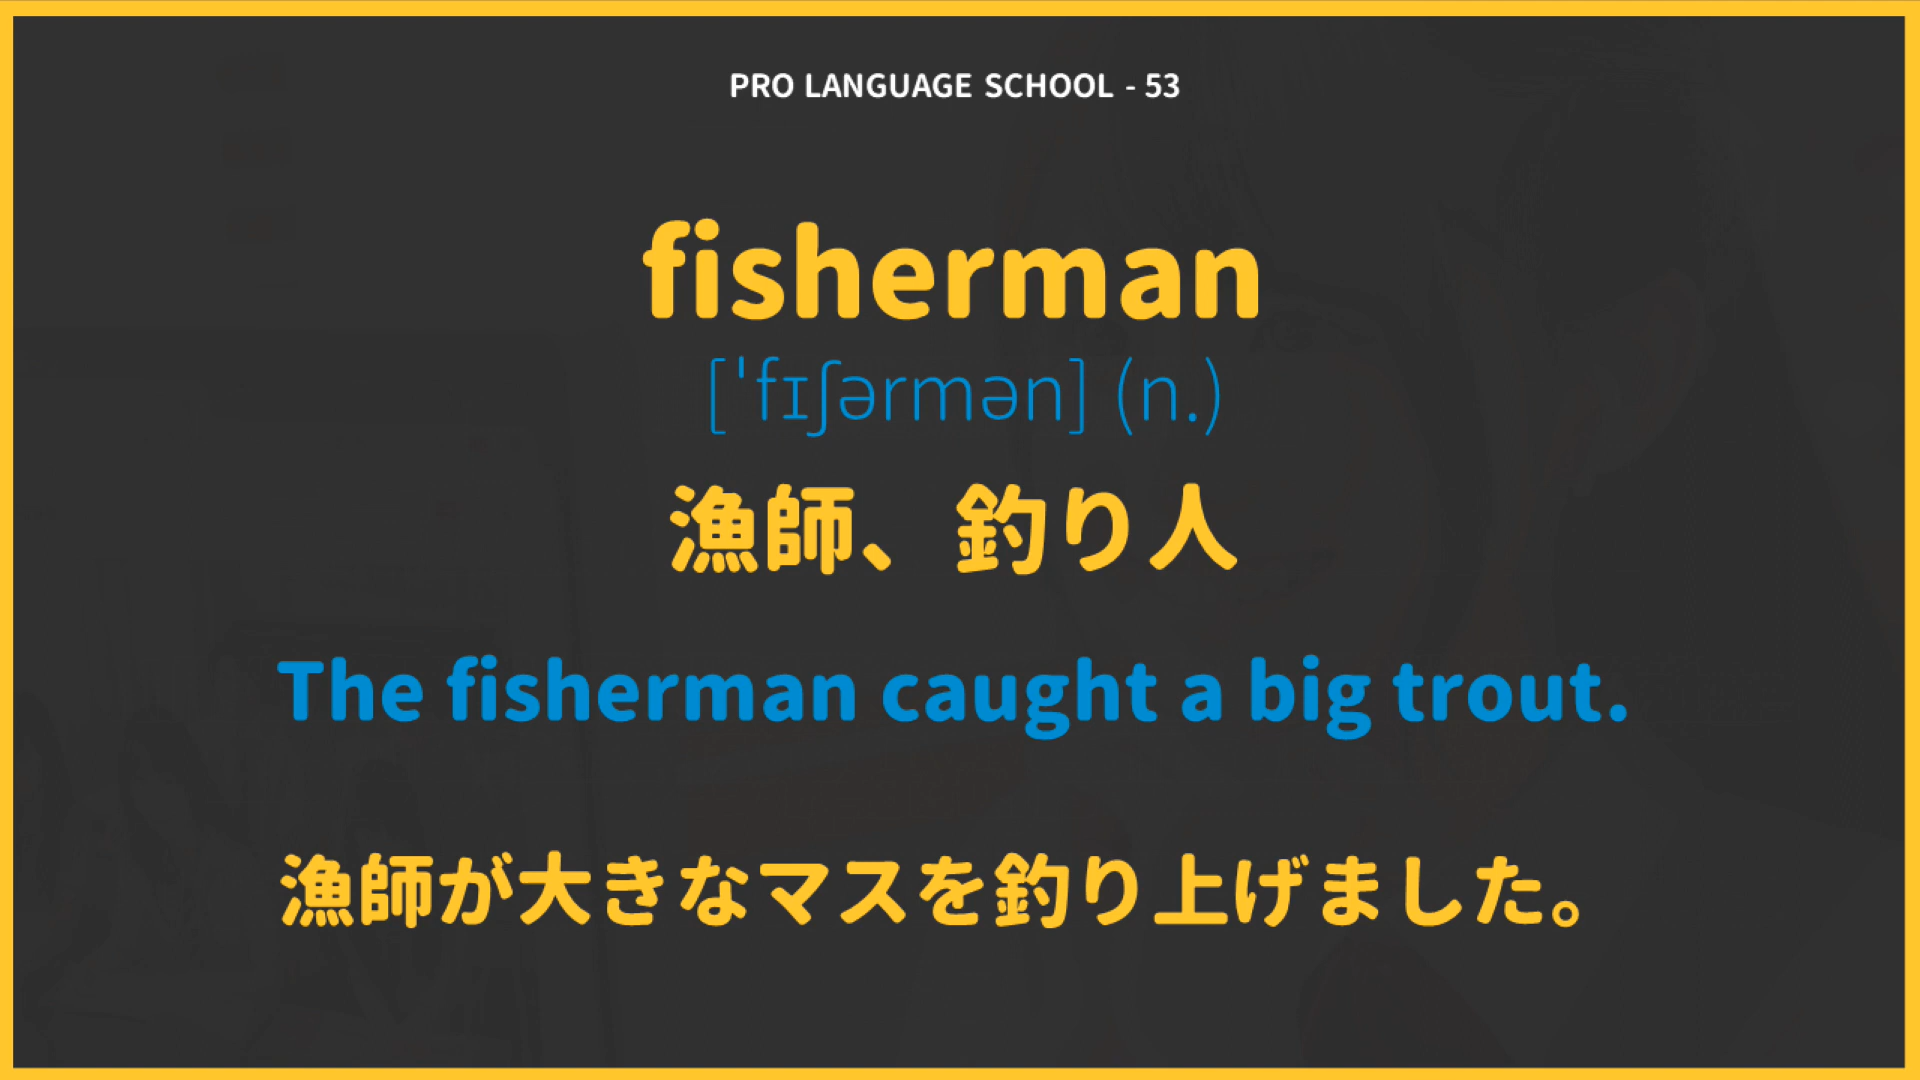 PRO LANGUAGE SCHOOL - 53
fisherman
[ˈfɪʃərmən] (n.)
漁師、釣り人
The fisherman caught a big trout.
漁師が大きなマスを釣り上げました。